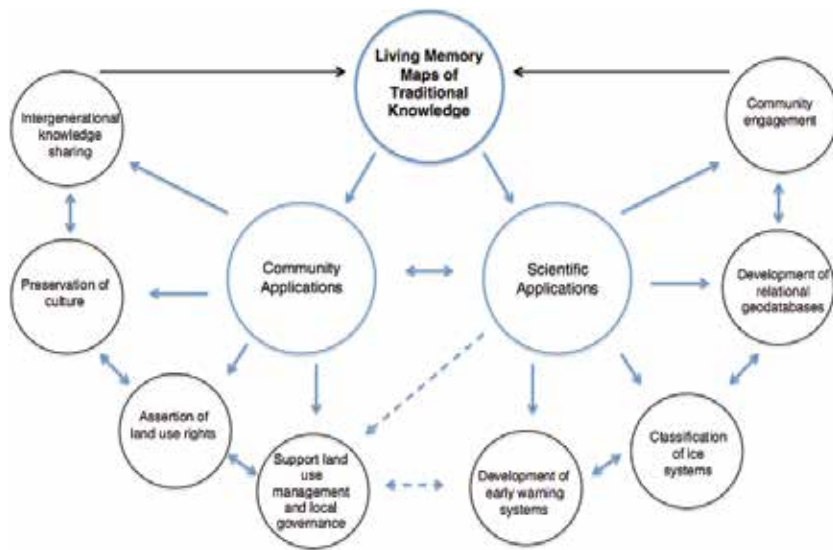 Living Memory
Maps of
Traditional
Knowledge
Intergenerational
knowledge
sharing
Community
engagement
Community
Applications
Scientific
Applications
Preservation of
culture
Development of
relational
geodatabases
Assertion of
land use rights
Classification
of ice
systems
Support land
use
management
and local
governance
Development of
early warning
systems